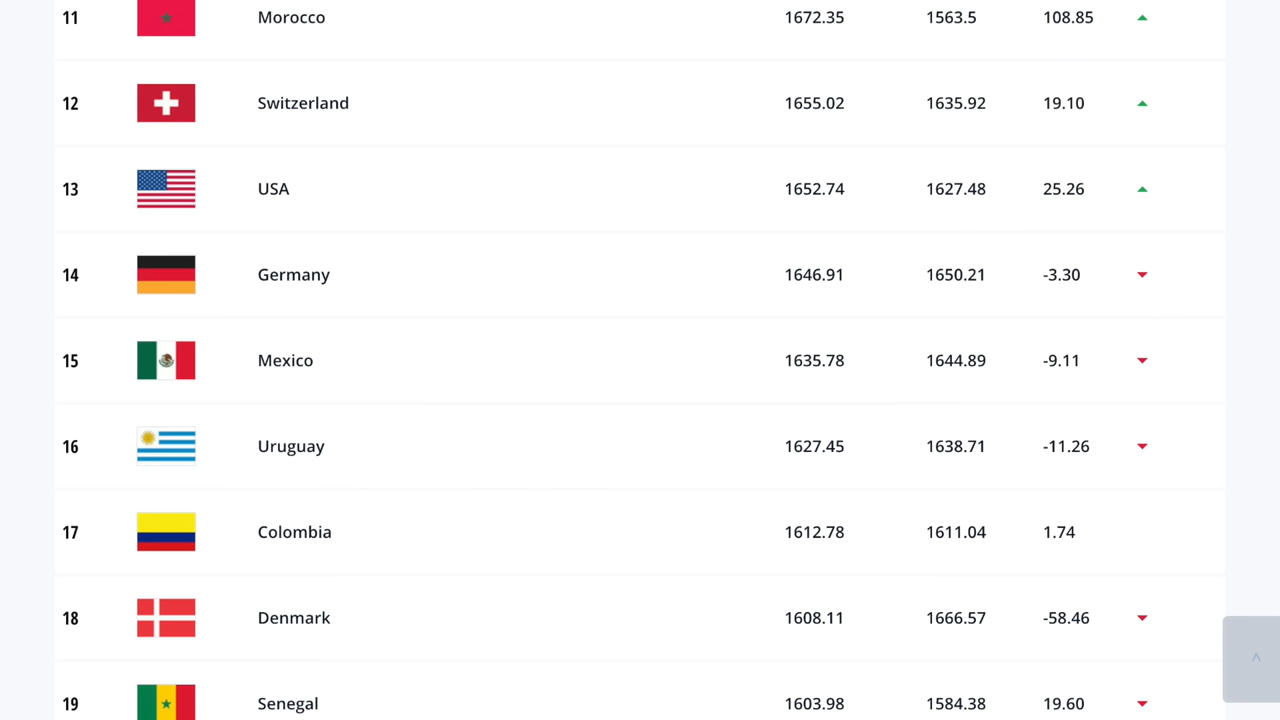 11 Morocco 1672.35 1563.5 108.85
12 Switzerland 1655.02 1635.92 19.10
13 USA 1652.74 1627.48 25.26
14 Germany 1646.91 1650.21 -3.30
15 Mexico 1635.78 1644.89 -9.11
16 Uruguay 1627.45 1638.71 -11.26
17 Colombia 1612.78 1611.04 1.74
18 Denmark 1608.11 1666.57 -58.46
19 Senegal 1603.98 1584.38 19.60